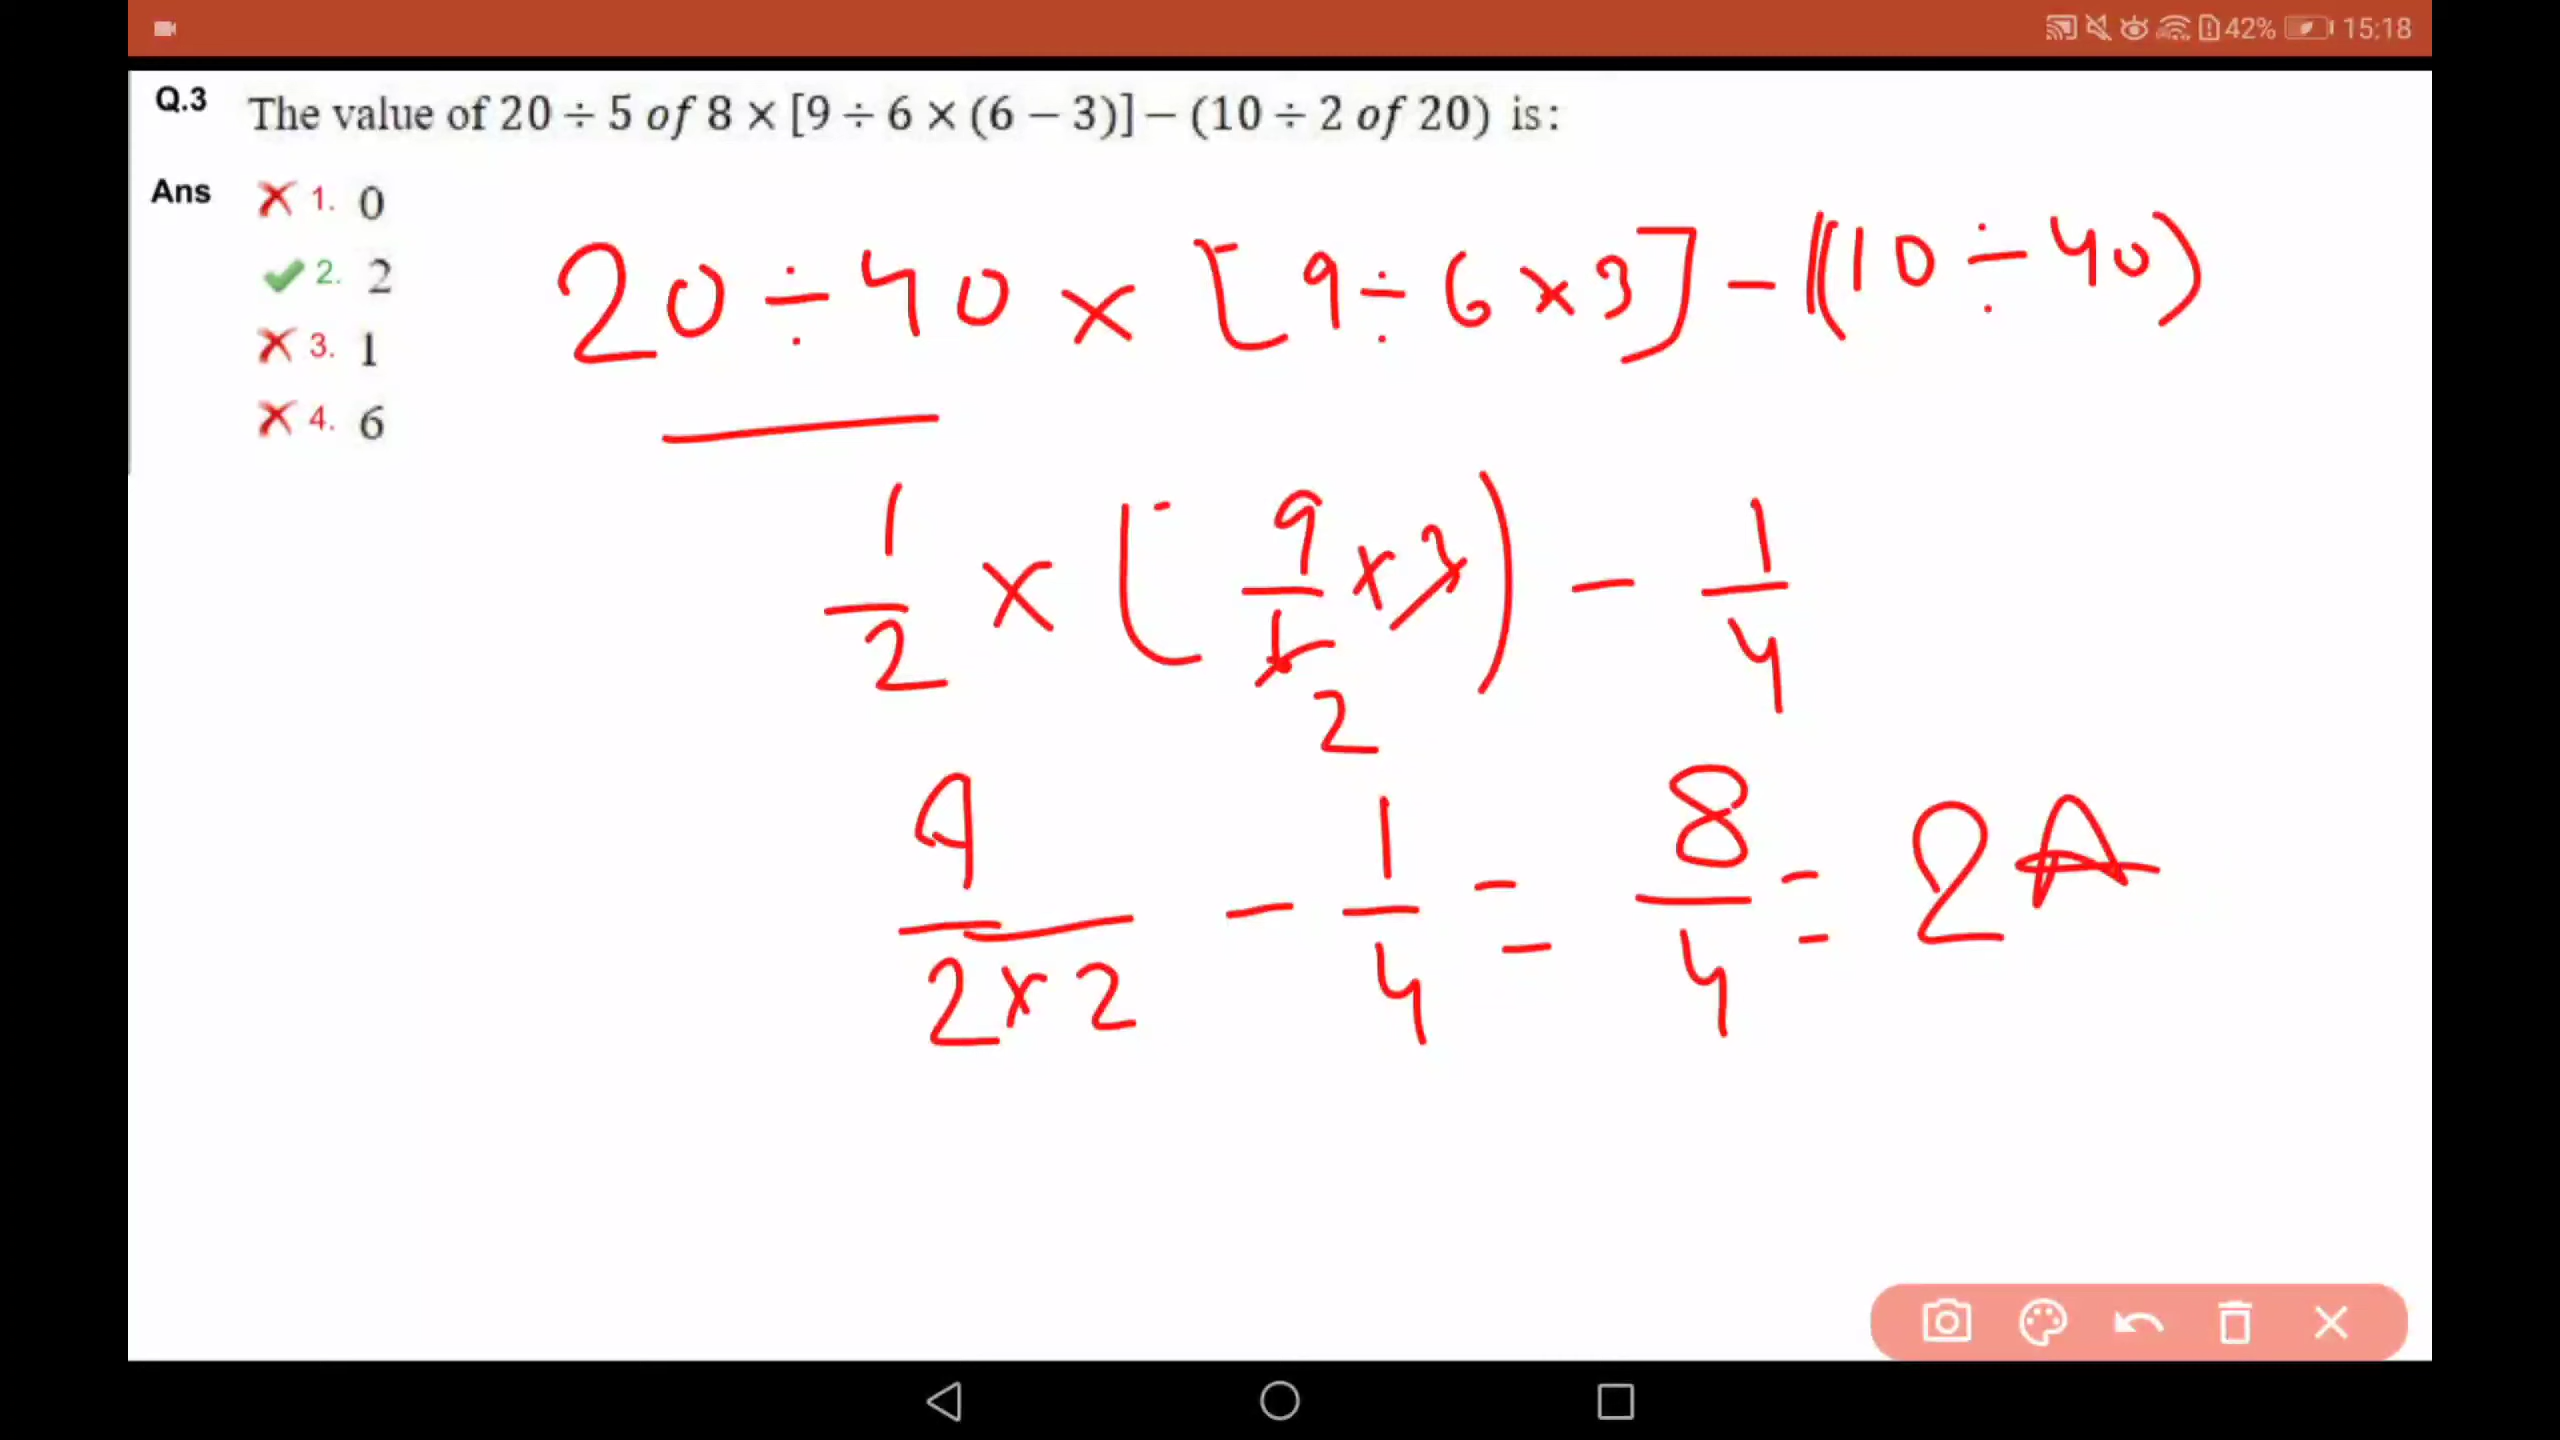 42% 15:18
Q.3 The value of 20 ÷ 5 of 8 × [9 ÷ 6 × (6 − 3)] − (10 ÷ 2 of 20) is:
Ans 1. 0
2. 2
3. 1
4. 6
20 ÷ 40 × [9 ÷ 6 × 3] − (10 ÷ 40)
1/2 × (9/6 × 3) − 1/4
2
9/2×2 − 1/4 = 8/4 = 2A